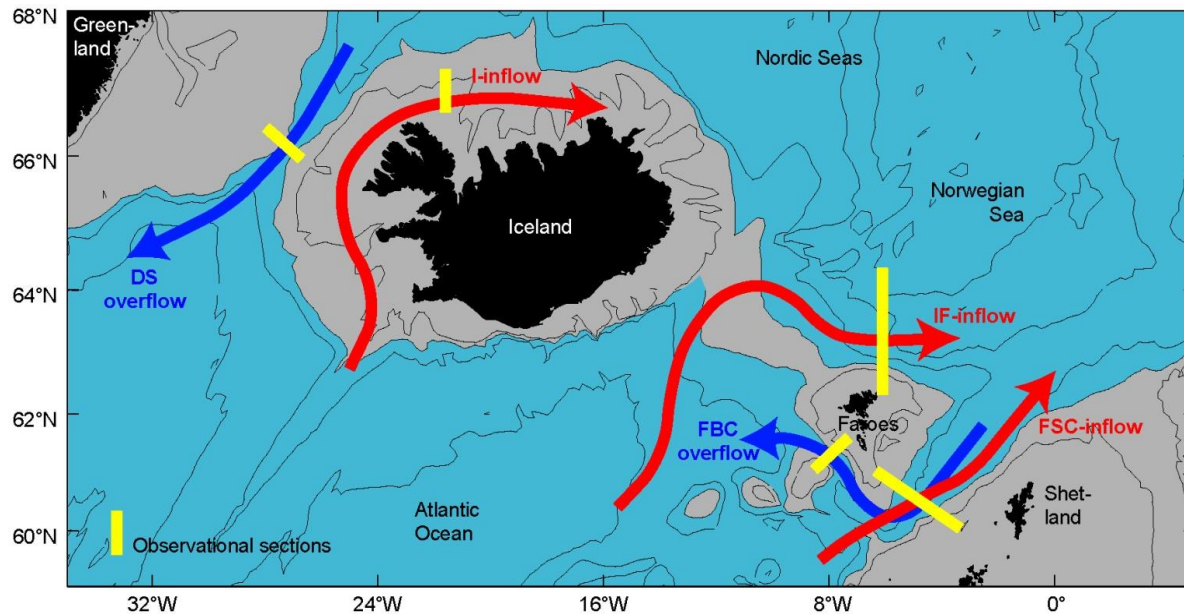 68°N
66°N
64°N
62°N
60°N
Green-
land
I-inflow
Nordic Seas
Norwegian
Sea
Iceland
DS
overflow
IF-inflow
FBC
overflow
Faroes
FSC-inflow
Shet-
land
Atlantic
Ocean
Observational sections
32°W
24°W
16°W
8°W
0°W